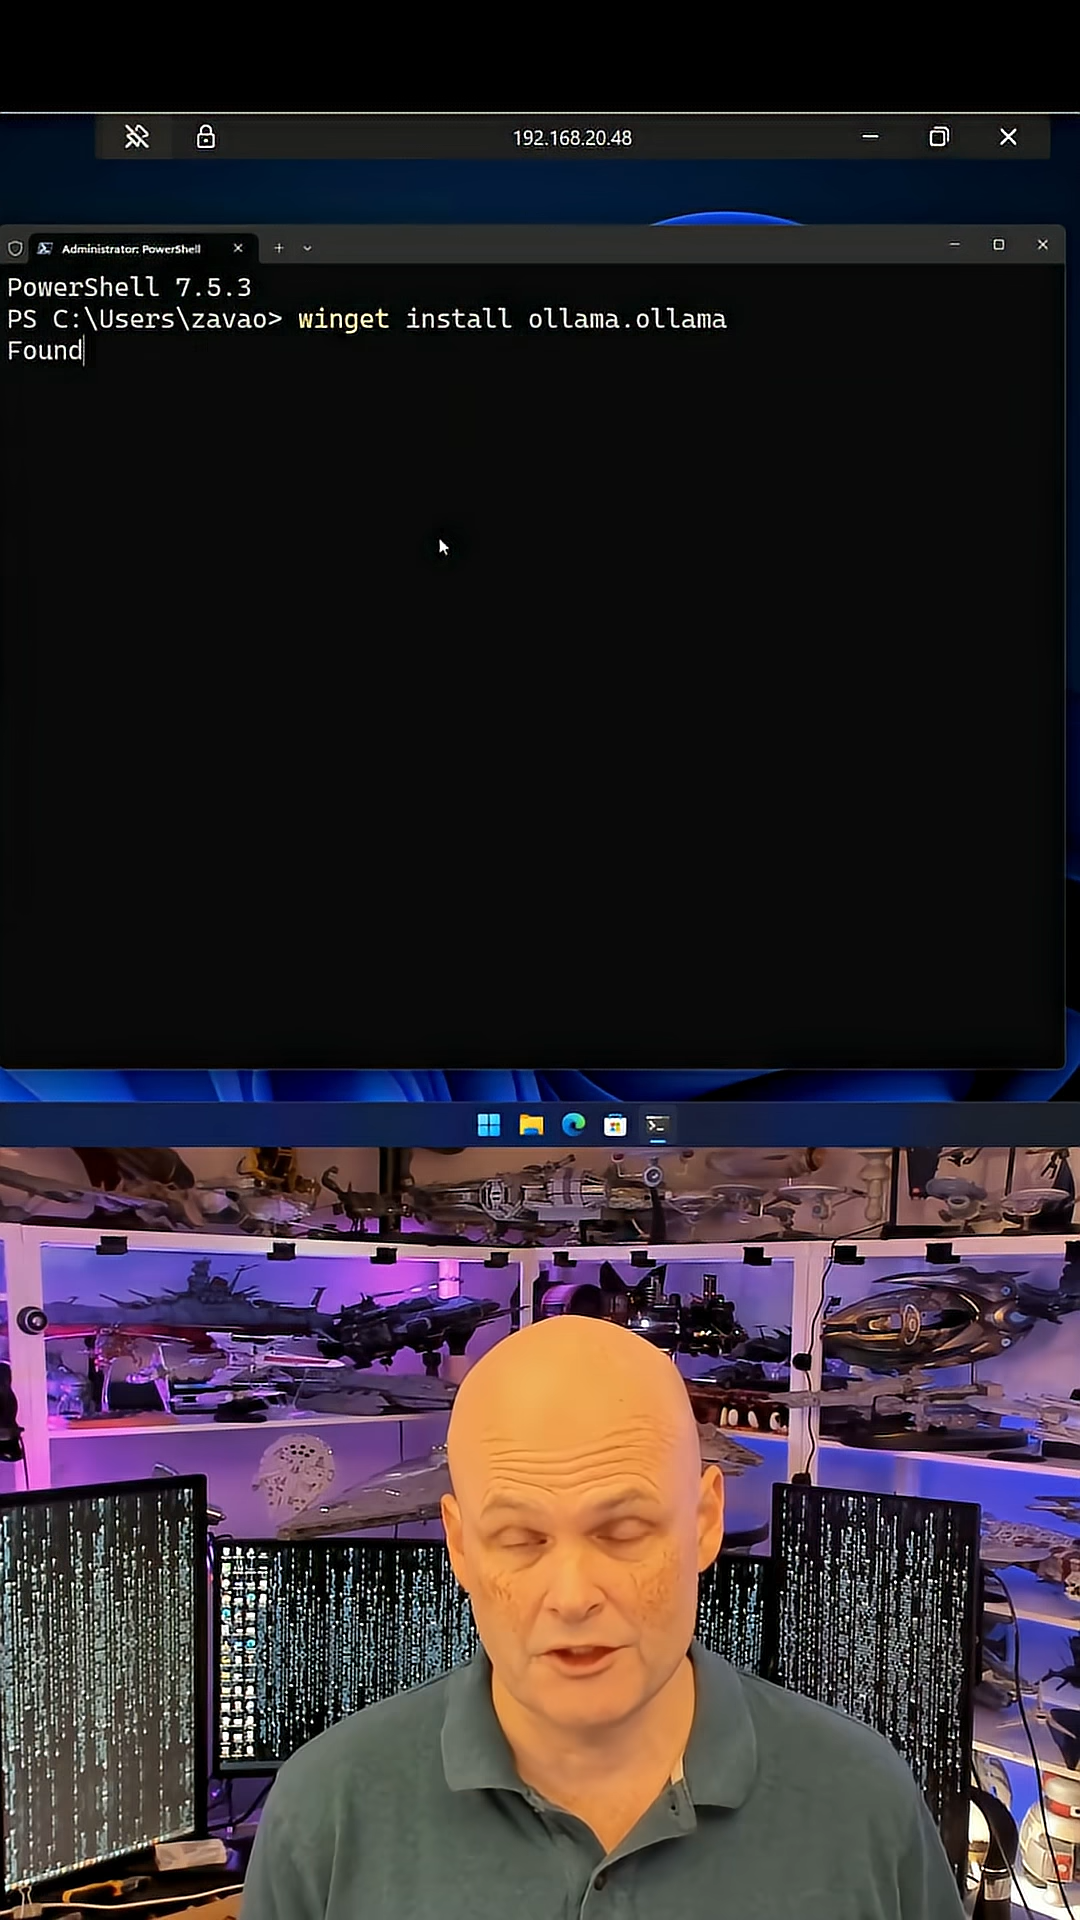 192.168.20.48
Administrator: PowerShell
PowerShell 7.5.3
PS C:\Users\zavao> winget install ollama.ollama
Found